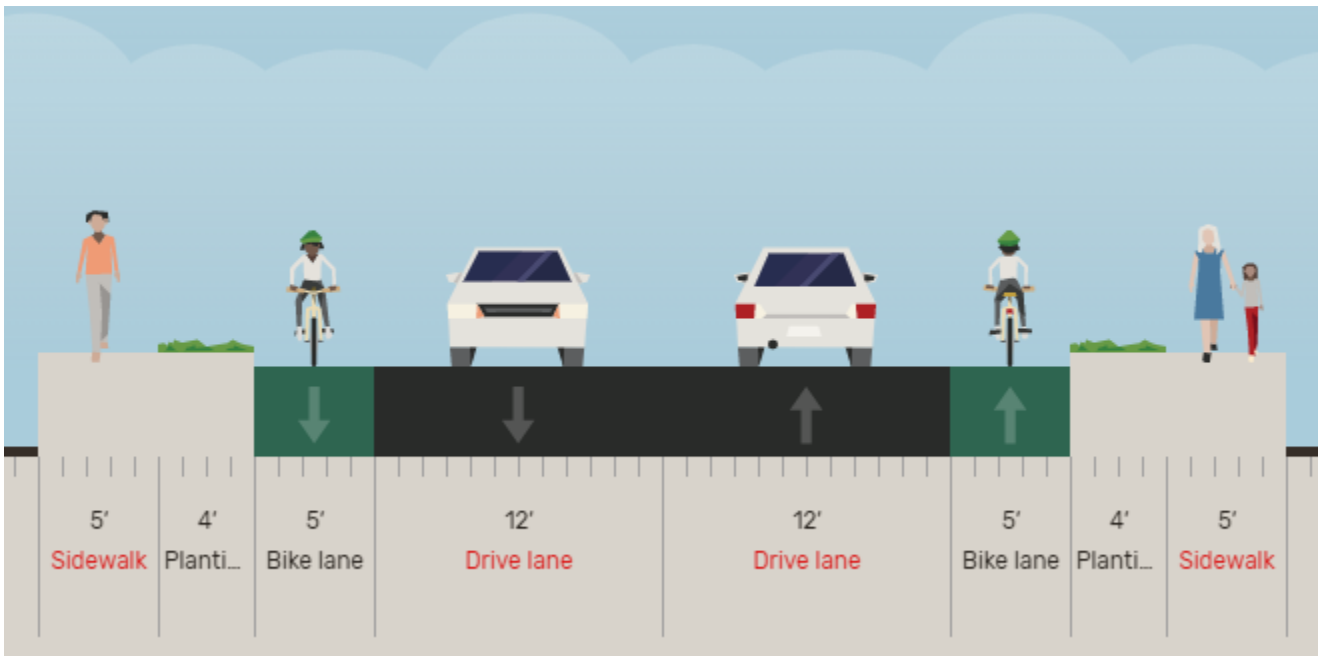 5' 4' 5' 12' 12' 5' 4' 5'
Sidewalk Planti... Bike lane Drive lane Drive lane Bike lane Planti... Sidewalk